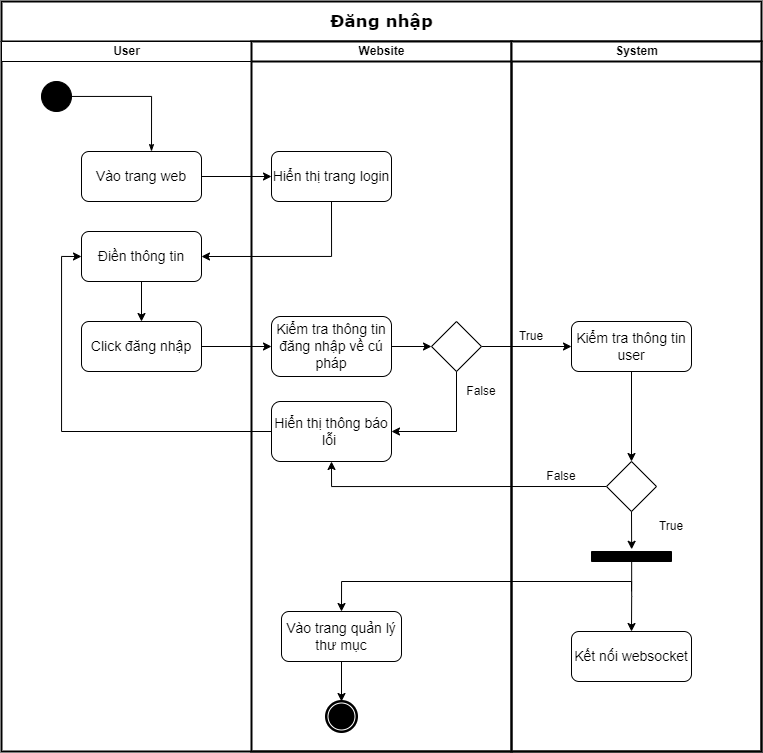 Đăng nhập
User
Website
System
Vào trang web
Hiển thị trang login
Điền thông tin
Click đăng nhập
Kiểm tra thông tin
đăng nhập về cú
pháp
True
Kiểm tra thông tin
user
False
Hiển thị thông báo
lỗi
False
True
Vào trang quản lý
thư mục
Kết nối websocket